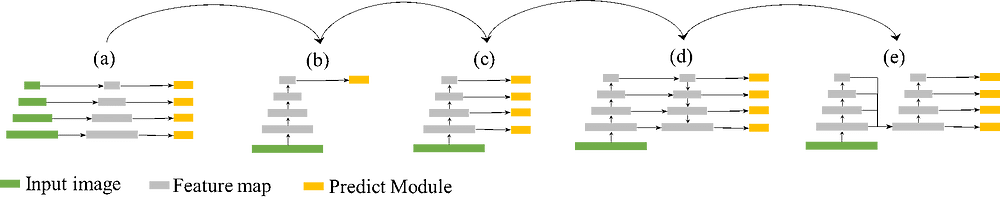 (a)
(b)
(c)
(d)
(e)
Input image
Feature map
Predict Module